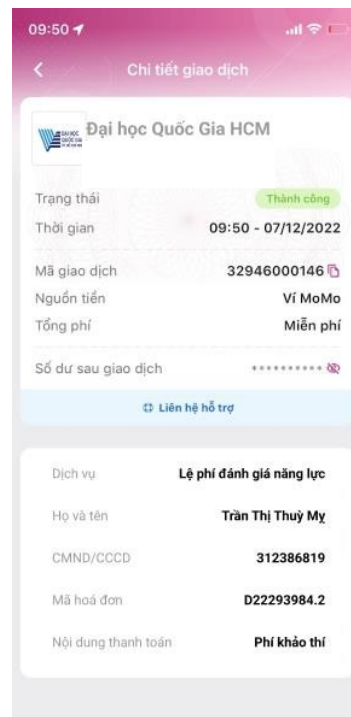 09:50
Chi tiết giao dịch
Đại học Quốc Gia HCM
Trạng thái Thành công
Thời gian 09:50 - 07/12/2022
Mã giao dịch 32946000146
Nguồn tiền Ví MoMo
Tổng phí Miễn phí
Số dư sau giao dịch **********
Liên hệ hỗ trợ
Dịch vụ Lệ phí đánh giá năng lực
Họ và tên Trần Thị Thuỳ My
CMND/CCCD 312386819
Mã hoá đơn D22293984.2
Nội dung thanh toán Phí khảo thí